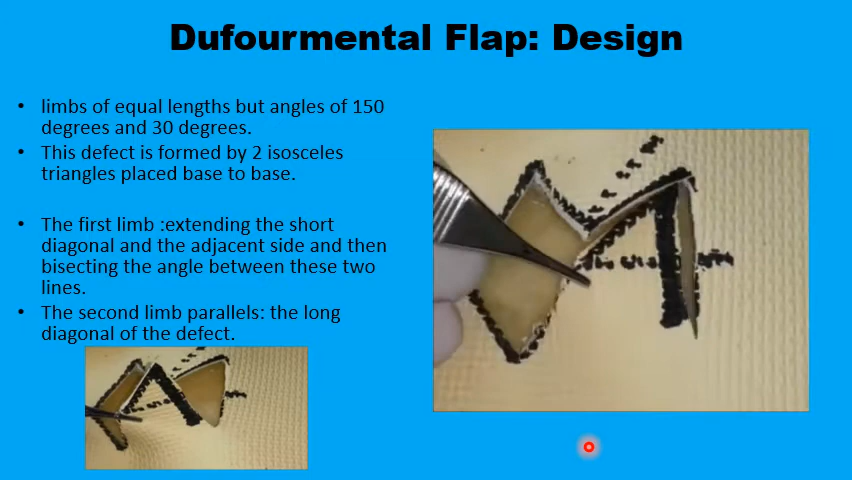 Dufourmental Flap: Design
• limbs of equal lengths but angles of 150
degrees and 30 degrees.
• This defect is formed by 2 isosceles
triangles placed base to base.
• The first limb :extending the short
diagonal and the adjacent side and then
bisecting the angle between these two
lines.
• The second limb parallels: the long
diagonal of the defect.